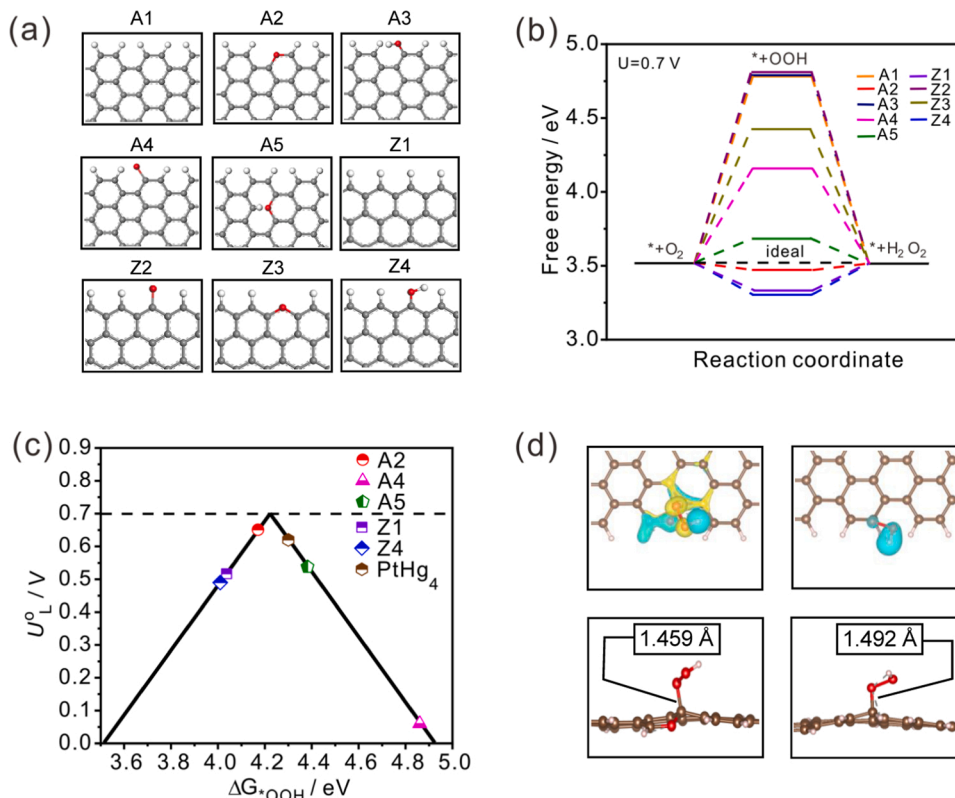 (a)
A1
A2
A3
A4
A5
Z1
Z2
Z3
Z4
(b)
U=0.7 V
*+OOH
A1
A2
A3
A4
A5
Z1
Z2
Z3
Z4
*+O₂
ideal
*+H₂O₂
5.0
4.5
4.0
3.5
3.0
Free energy / eV
Reaction coordinate
(c)
0.9
0.8
0.7
0.6
0.5
0.4
0.3
0.2
0.1
0.0
U°L / V
A2
A4
A5
Z1
Z4
PtHg₄
3.6 3.8 4.0 4.2 4.4 4.6 4.8 5.0
ΔG*OOH / eV
(d)
1.459 Å
1.492 Å